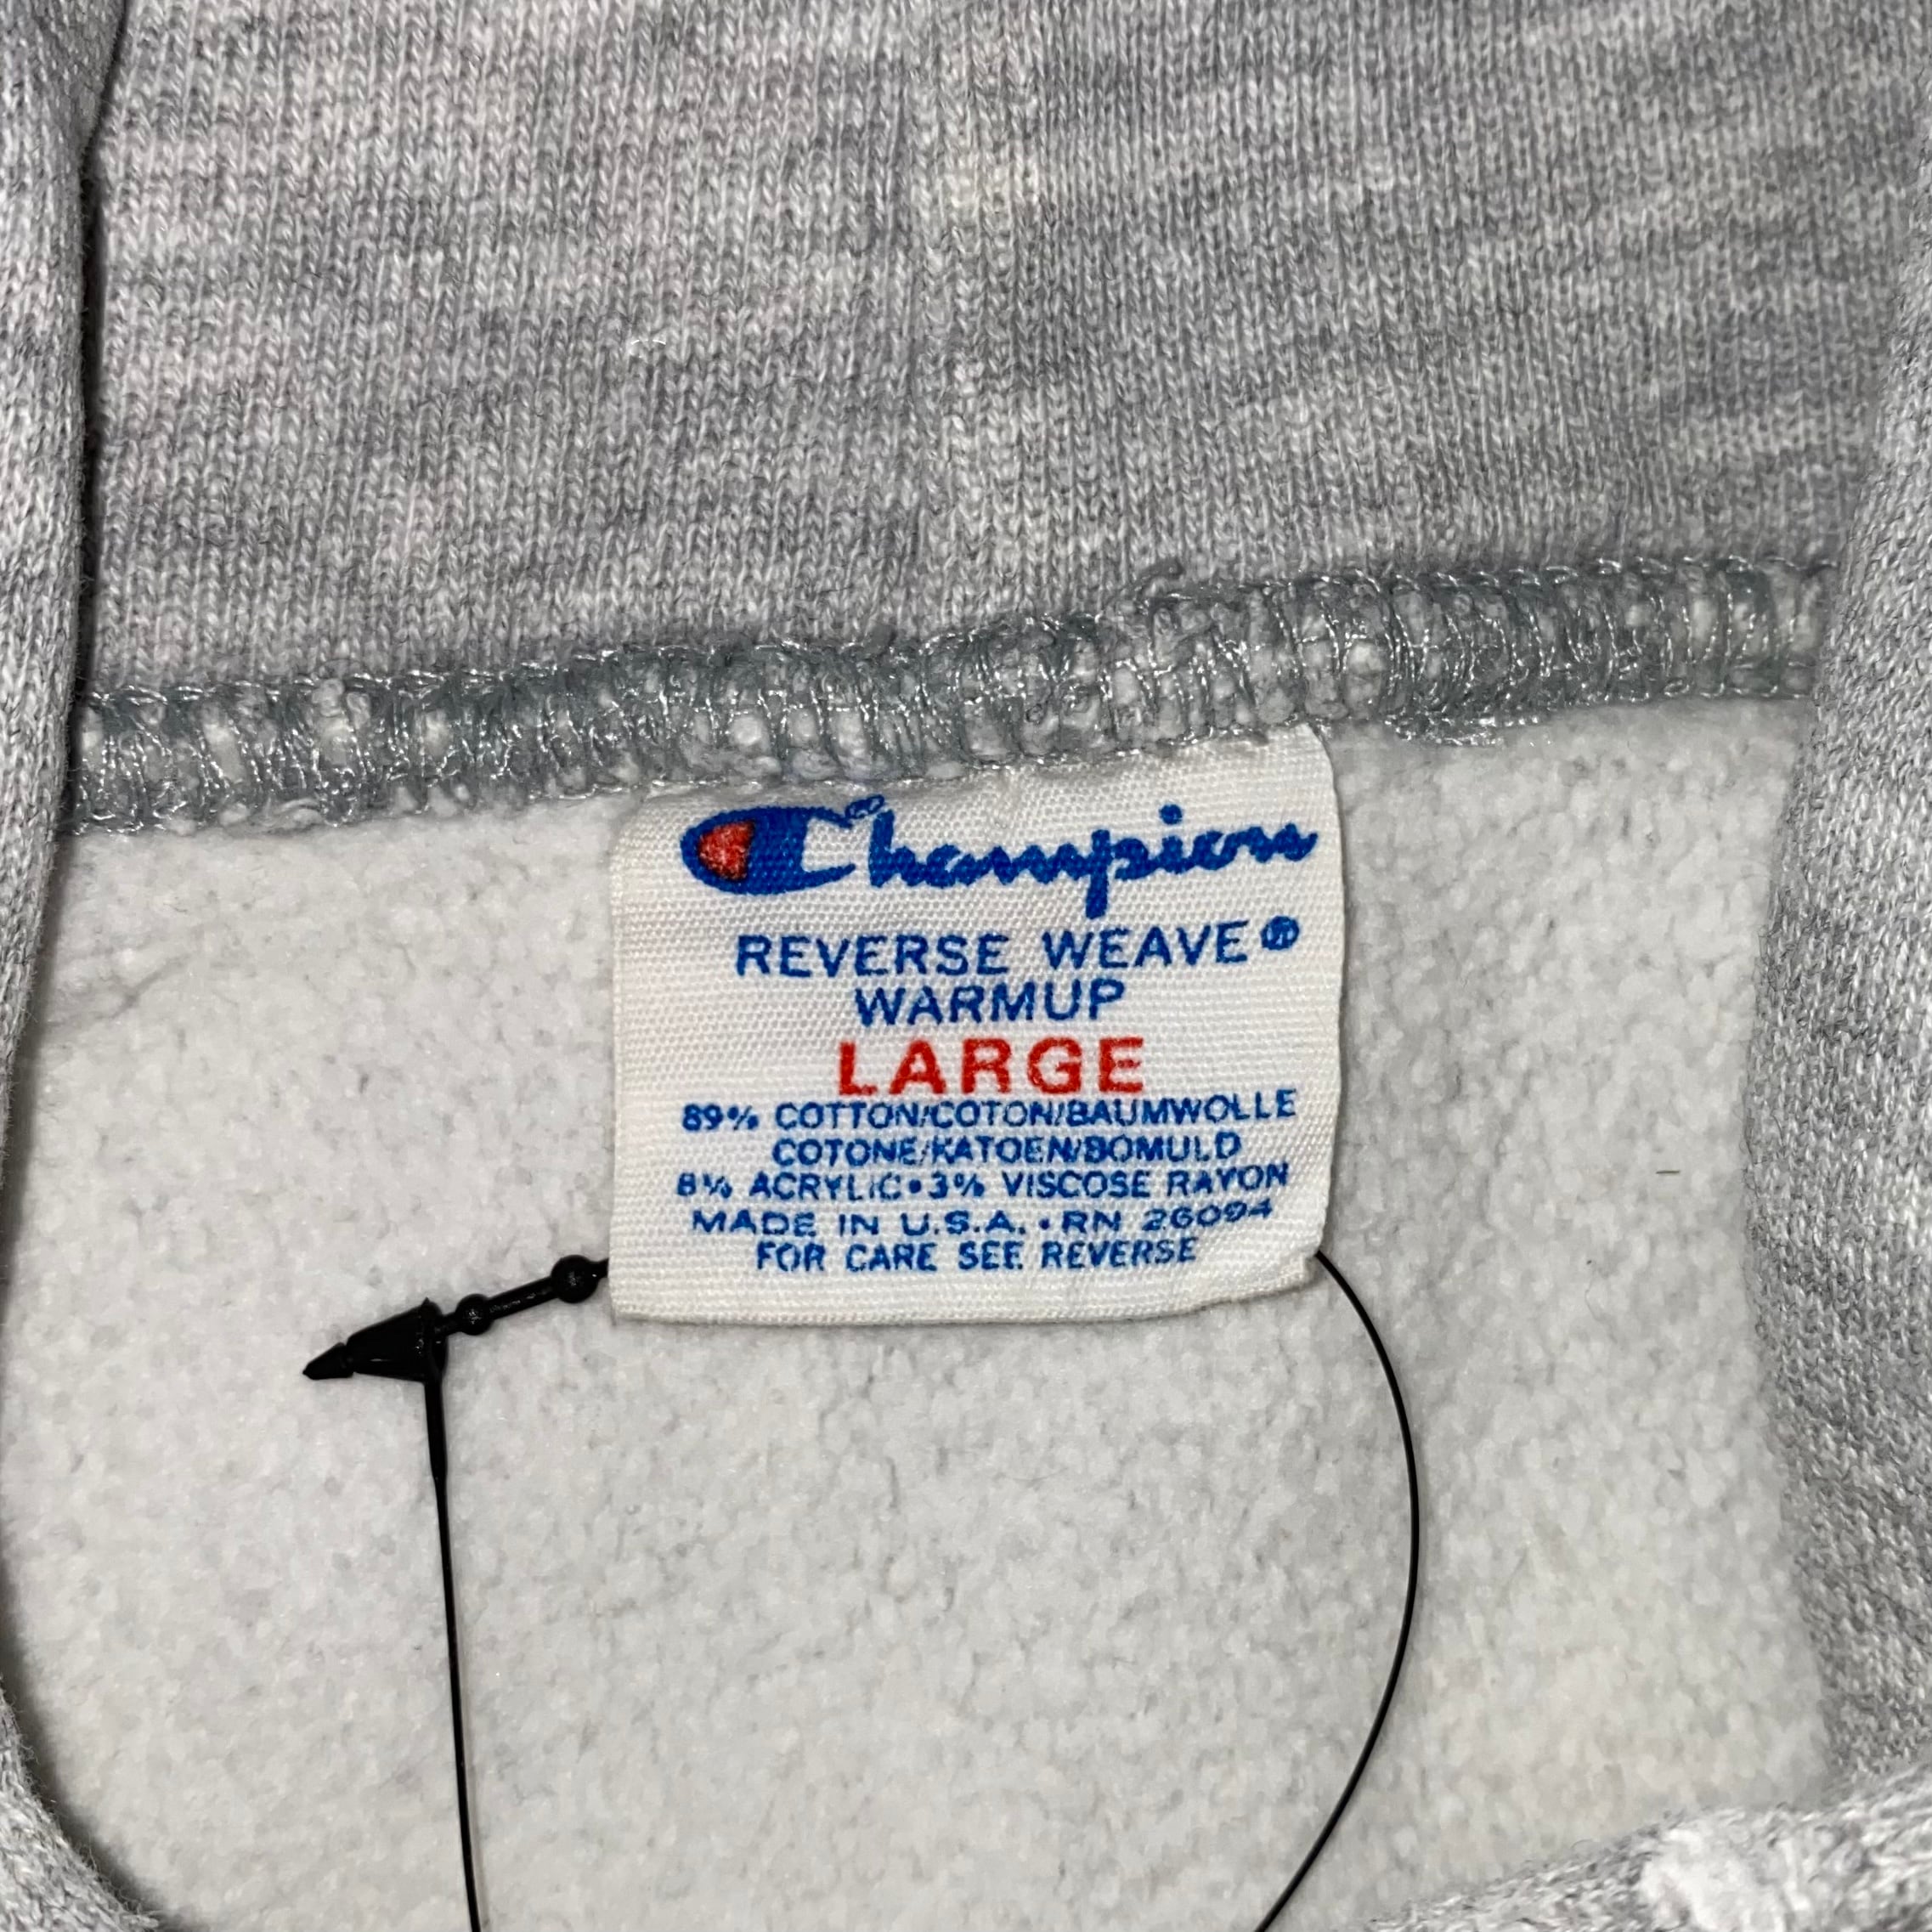 Champion
REVERSE WEAVE®
WARMUP
LARGE
89% COTTON/COTON/BAUMWOLLE
COTONE/KATOEN/BOMULD
8% ACRYLIC•3% VISCOSE RAYON
MADE IN U.S.A. • RN 26094
FOR CARE SEE REVERSE